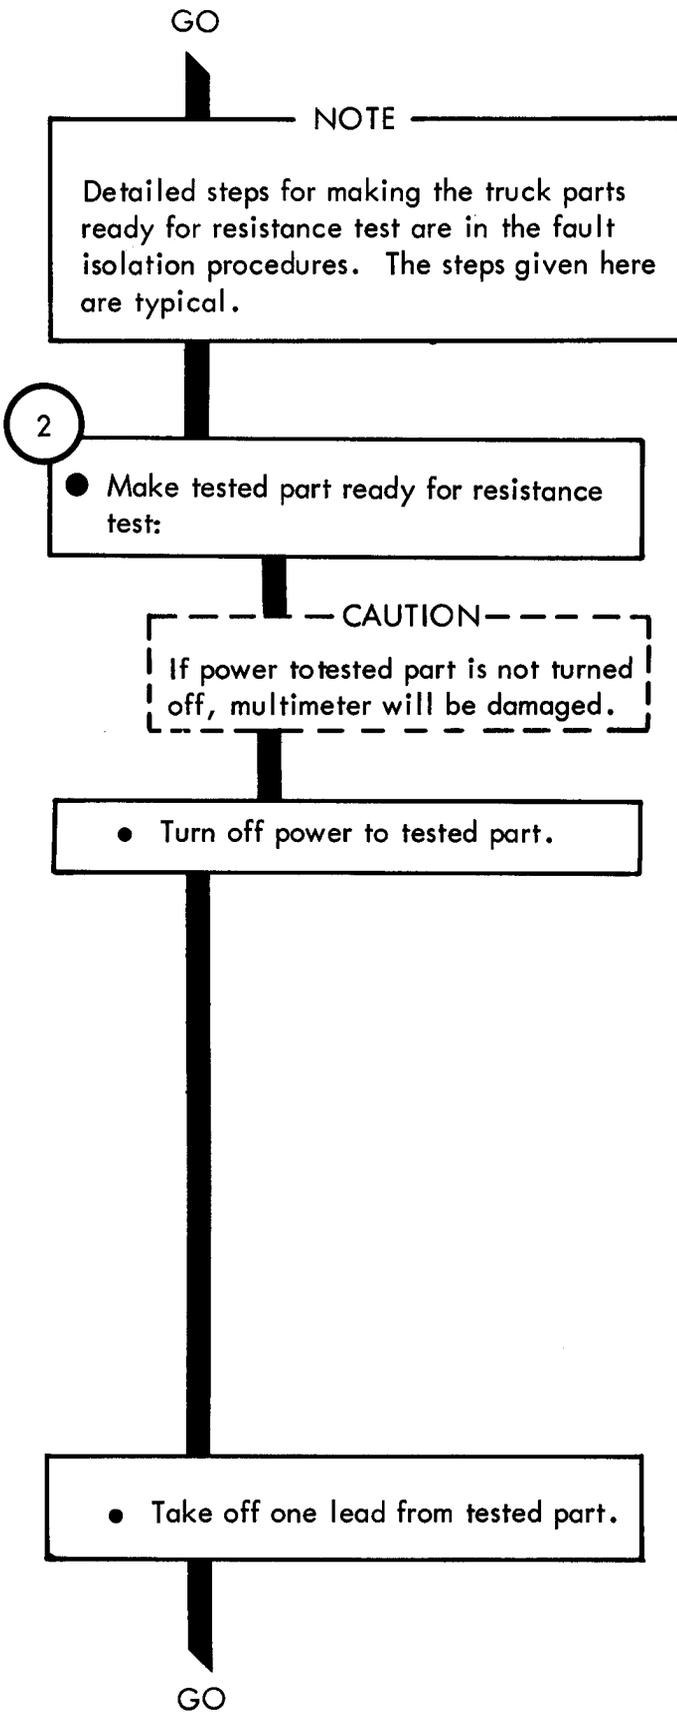 GO
NOTE
Detailed steps for making the truck parts
ready for resistance test are in the fault
isolation procedures. The steps given here
are typical.
2
● Make tested part ready for resistance
test:
CAUTION
If power to tested part is not turned
off, multimeter will be damaged.
● Turn off power to tested part.
● Take off one lead from tested part.
GO